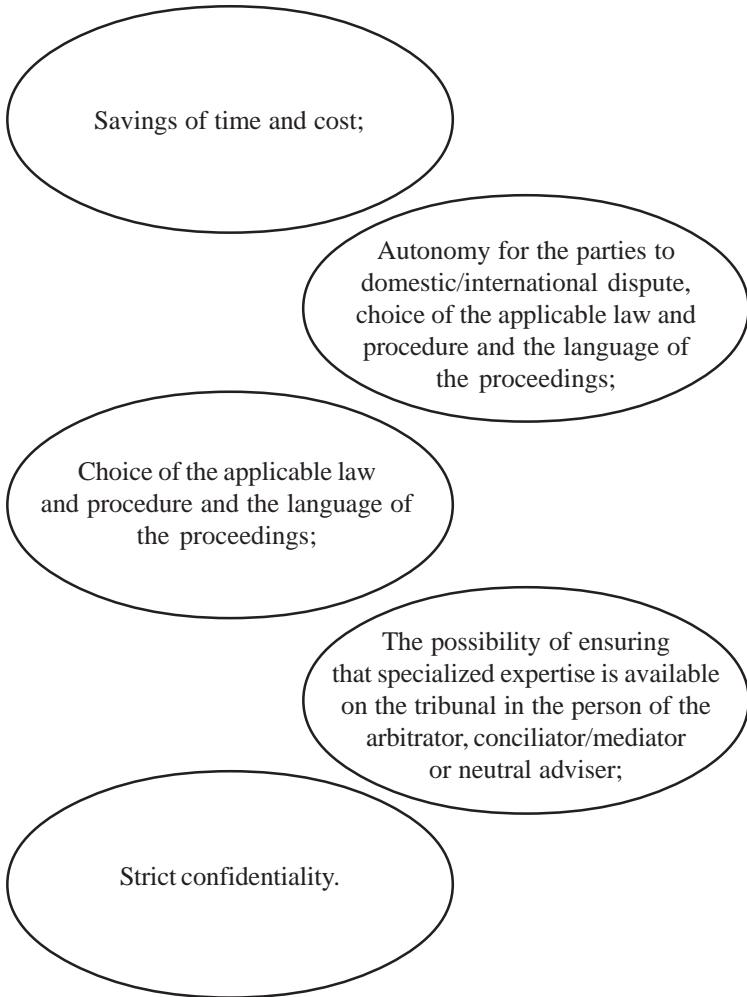 Savings of time and cost;
Autonomy for the parties to
domestic/international dispute,
choice of the applicable law and
procedure and the language of
the proceedings;
Choice of the applicable law
and procedure and the language of
the proceedings;
The possibility of ensuring
that specialized expertise is available
on the tribunal in the person of the
arbitrator, conciliator/mediator
or neutral adviser;
Strict confidentiality.